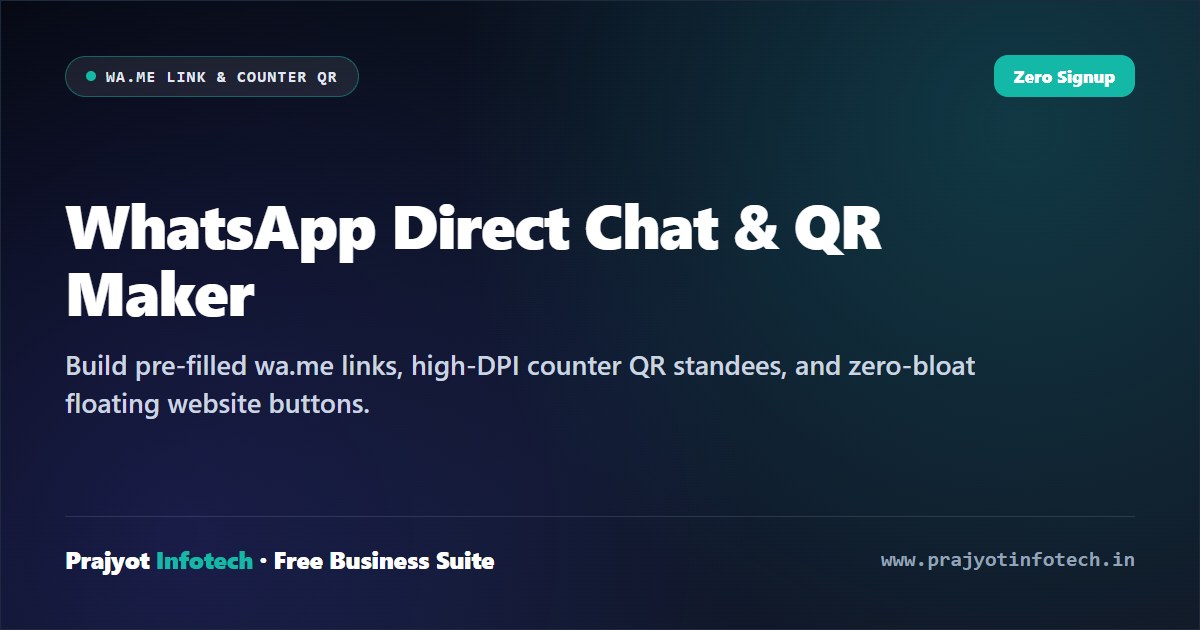 WA.ME LINK & COUNTER QR
Zero Signup
WhatsApp Direct Chat & QR
Maker
Build pre-filled wa.me links, high-DPI counter QR standees, and zero-bloat
floating website buttons.
Prajyot Infotech · Free Business Suite
www.prajyotinfotech.in